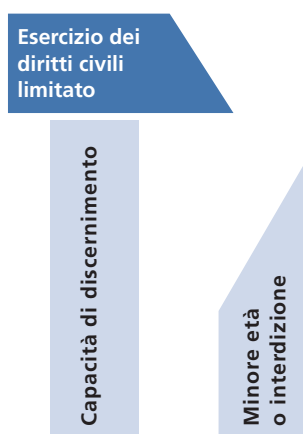 Esercizio dei
diritti civili
limitato
Capacità di discernimento
Minore età
o interdizione